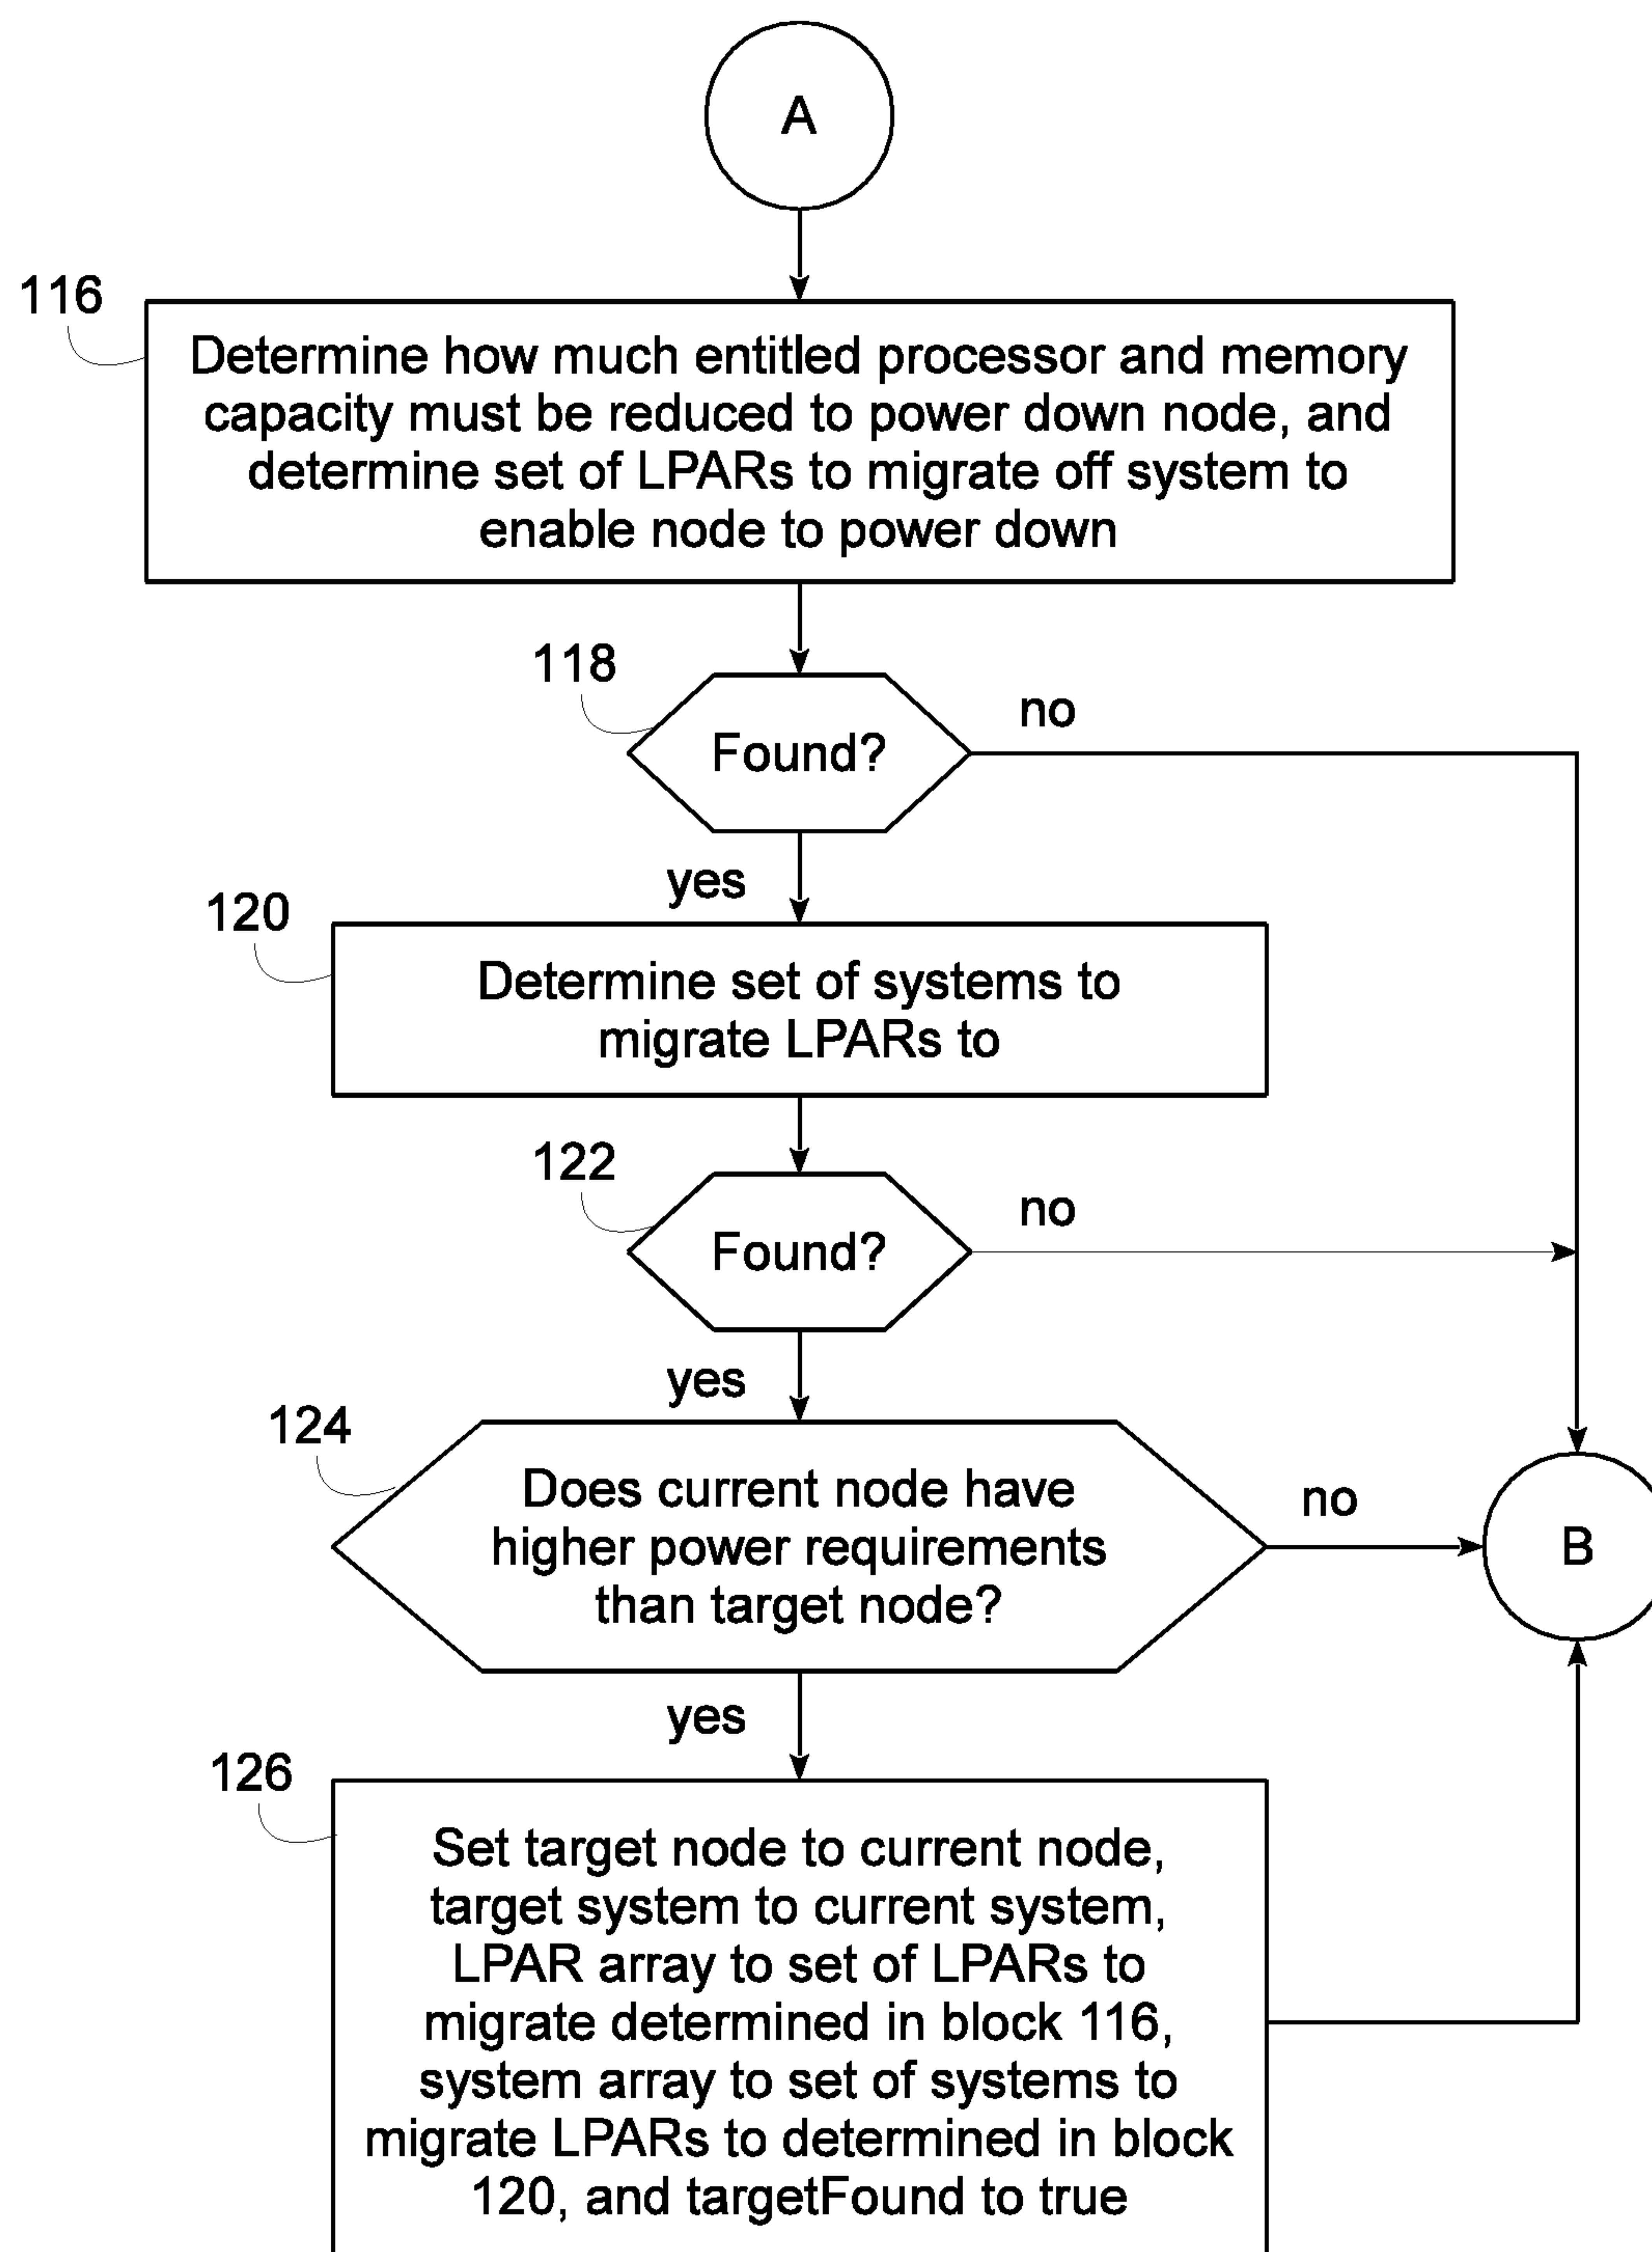 A
116
Determine how much entitled processor and memory
capacity must be reduced to power down node, and
determine set of LPARs to migrate off system to
enable node to power down
118
Found?
no
yes
120
Determine set of systems to
migrate LPARs to
122
Found?
no
yes
124
Does current node have
higher power requirements
than target node?
no
B
yes
126
Set target node to current node,
target system to current system,
LPAR array to set of LPARs to
migrate determined in block 116,
system array to set of systems to
migrate LPARs to determined in block
120, and targetFound to true